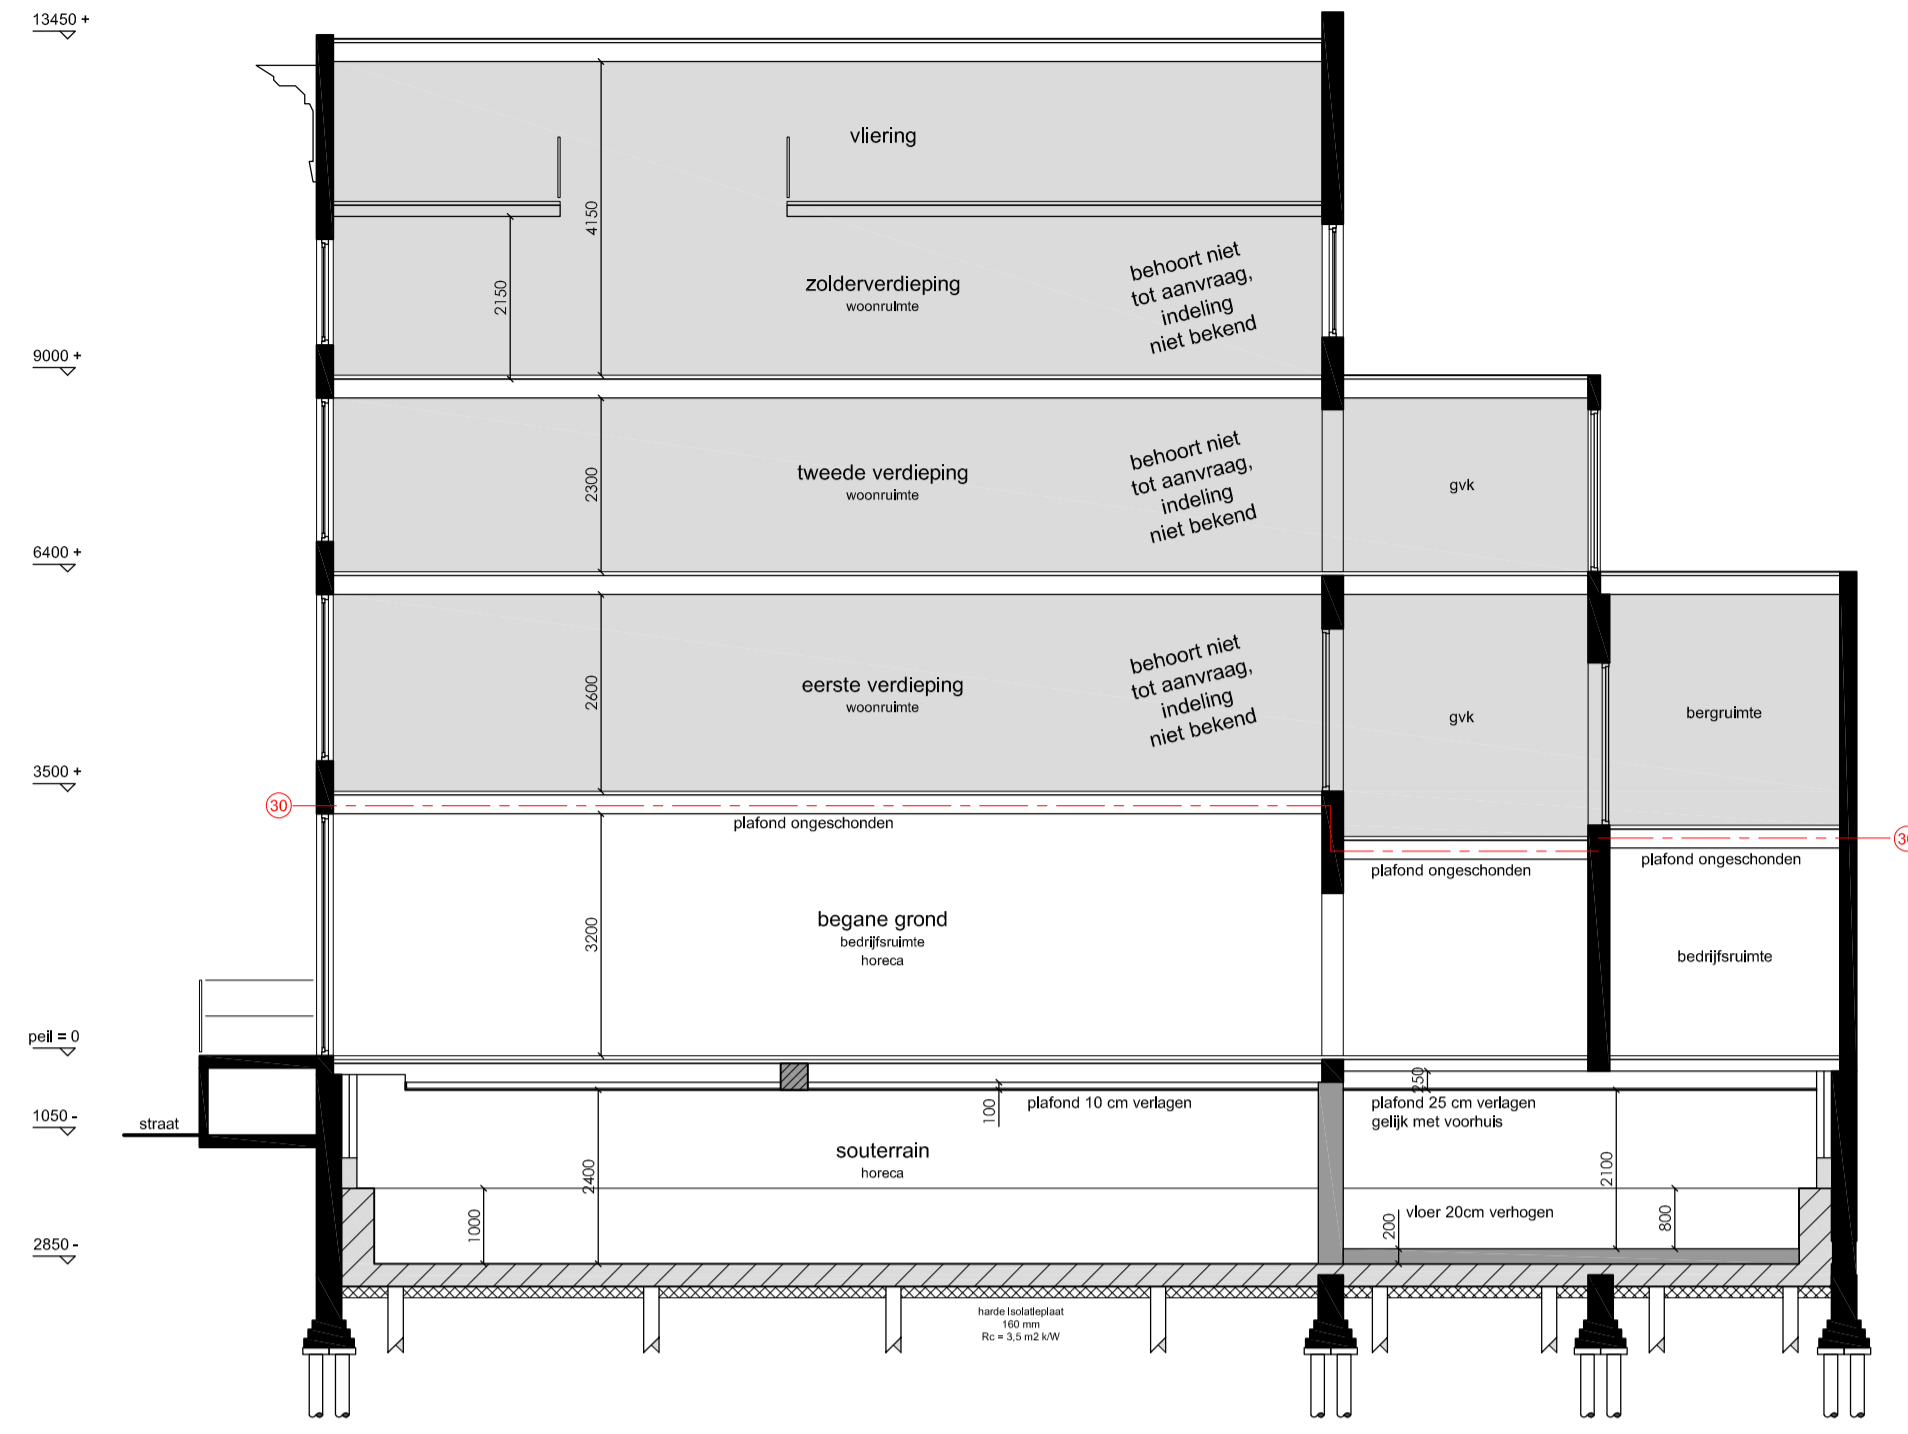 13450 +
vliering
4150
2150
zolderverdieping
woonruimte
behoort niet
tot aanvraag,
indeling
niet bekend
9000 +
2300
tweede verdieping
woonruimte
behoort niet
tot aanvraag,
indeling
niet bekend
gvk
6400 +
2600
eerste verdieping
woonruimte
behoort niet
tot aanvraag,
indeling
niet bekend
gvk
bergruimte
3500 +
30
plafond ongeschonden
plafond ongeschonden
plafond ongeschonden
3200
begane grond
bedrijfsruimte
horeca
bedrijfsruimte
peil = 0
250
100
plafond 10 cm verlagen
plafond 25 cm verlagen
gelijk met voorhuis
1050 -
straat
souterrain
horeca
2400
2100
1000
200
vloer 20cm verhogen
800
2850 -
harde isolatieplaat
160 mm
Rc = 3,5 m2 k/W